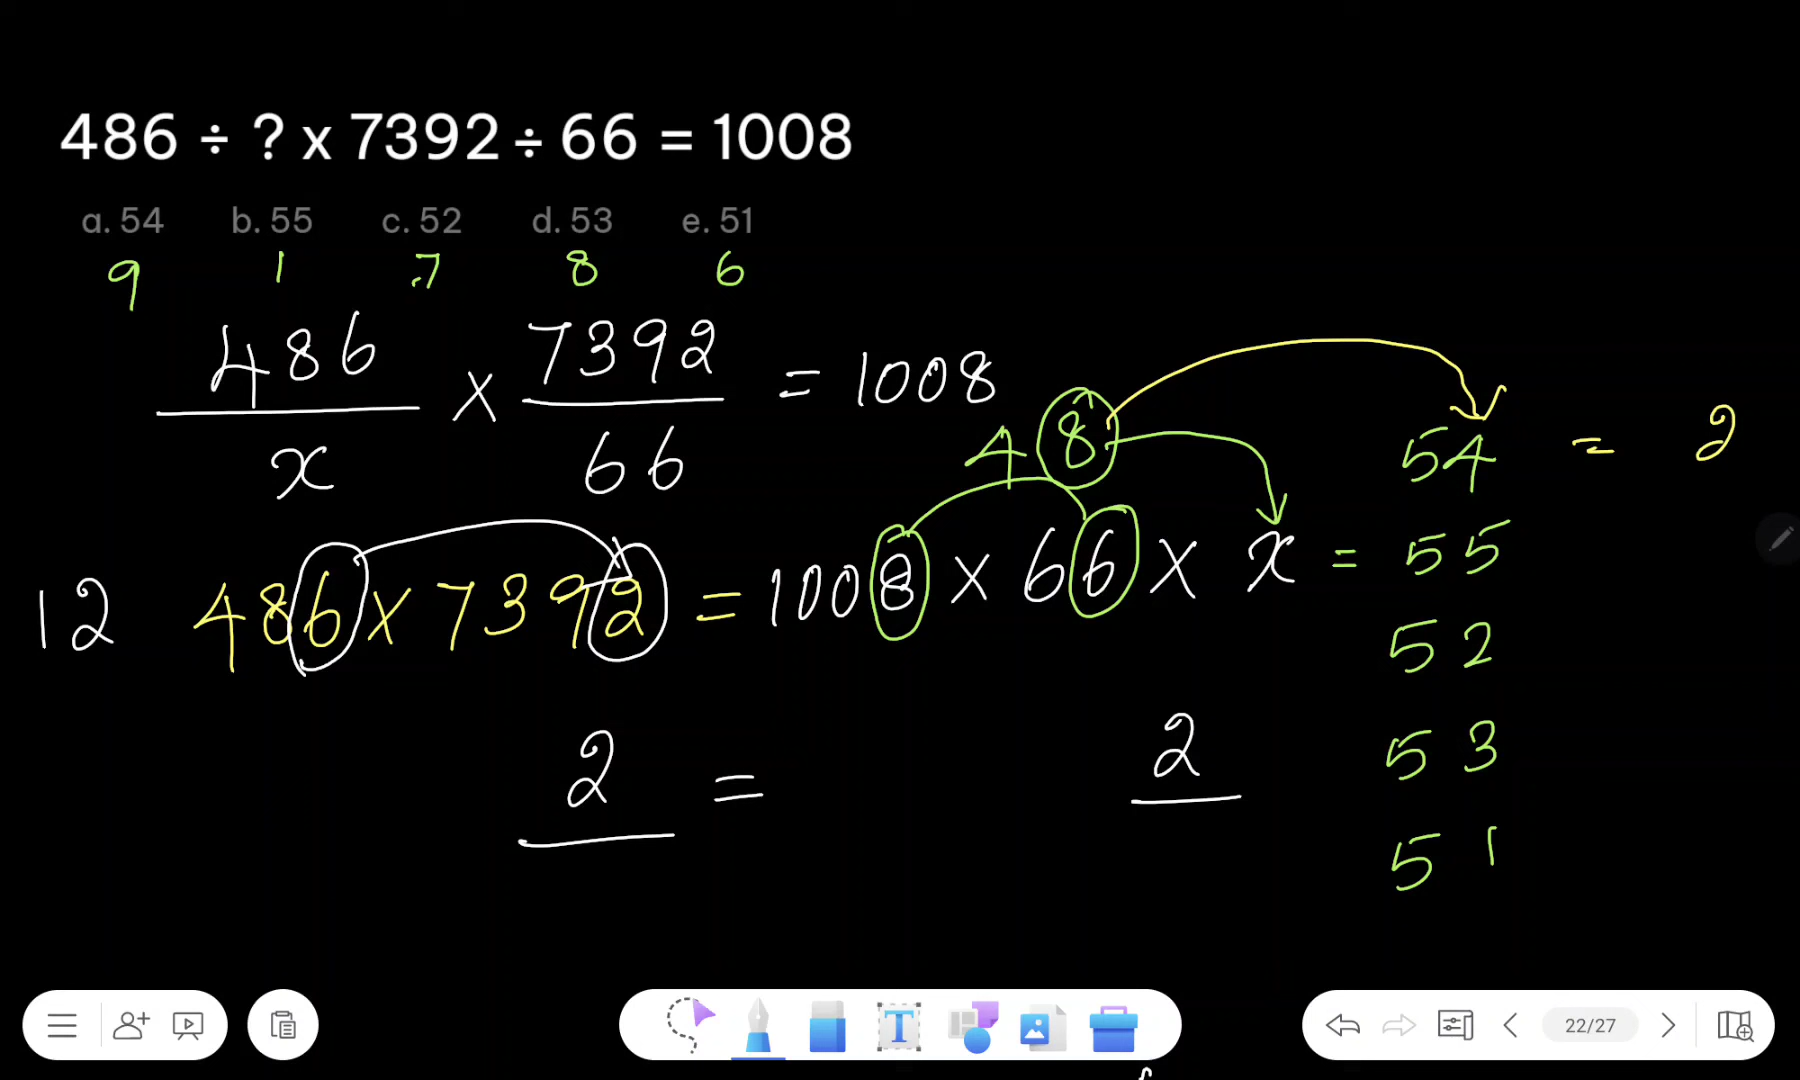 486 ÷ ? x 7392 ÷ 66 = 1008
a. 54 b. 55 c. 52 d. 53 e. 51
9 1 7 8 6
486 × 7392 = 1008
x 66
48
54 = 2
12 486 × 7392 = 1008 × 66 × x = 55
52
2 = 2
53
51
22/27